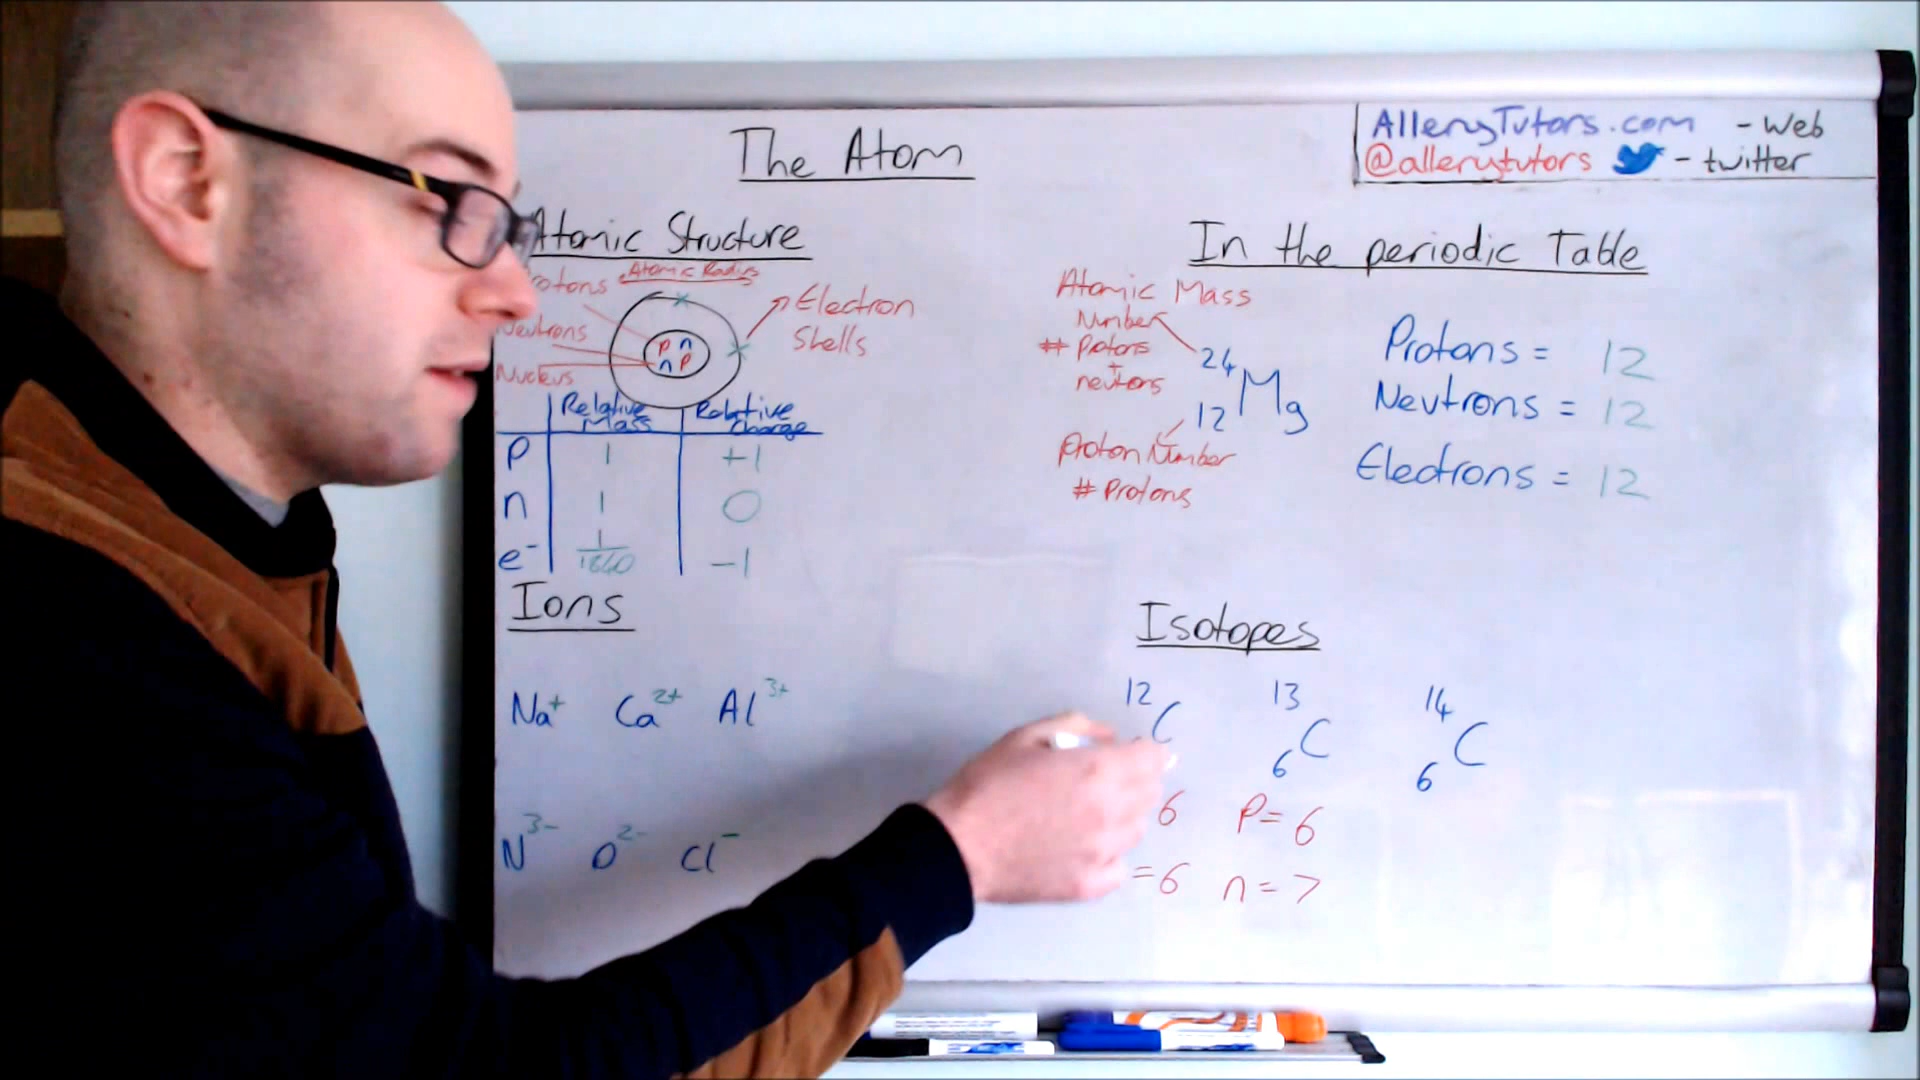 The Atom
AlleryTutors.com - Web
@allerytutors - twitter
Atomic Structure
rotons
Atomic Radius
Neutrons
Nucleus
Electron
Shells
p n
n p
Relative
Mass
Relative
Charge
P 1 +1
n 1 0
e⁻ 1/1840 -1
In the periodic Table
Atomic Mass
Number
# Protons
+
neutrons
24
12 Mg
Proton Number
# Protons
Protons = 12
Neutrons = 12
Electrons = 12
Ions
Na⁺ Ca²⁺ Al³⁺
N³⁻ O²⁻ Cl⁻
Isotopes
12 13 14
C C C
6 6
6 P = 6
= 6 n = 7